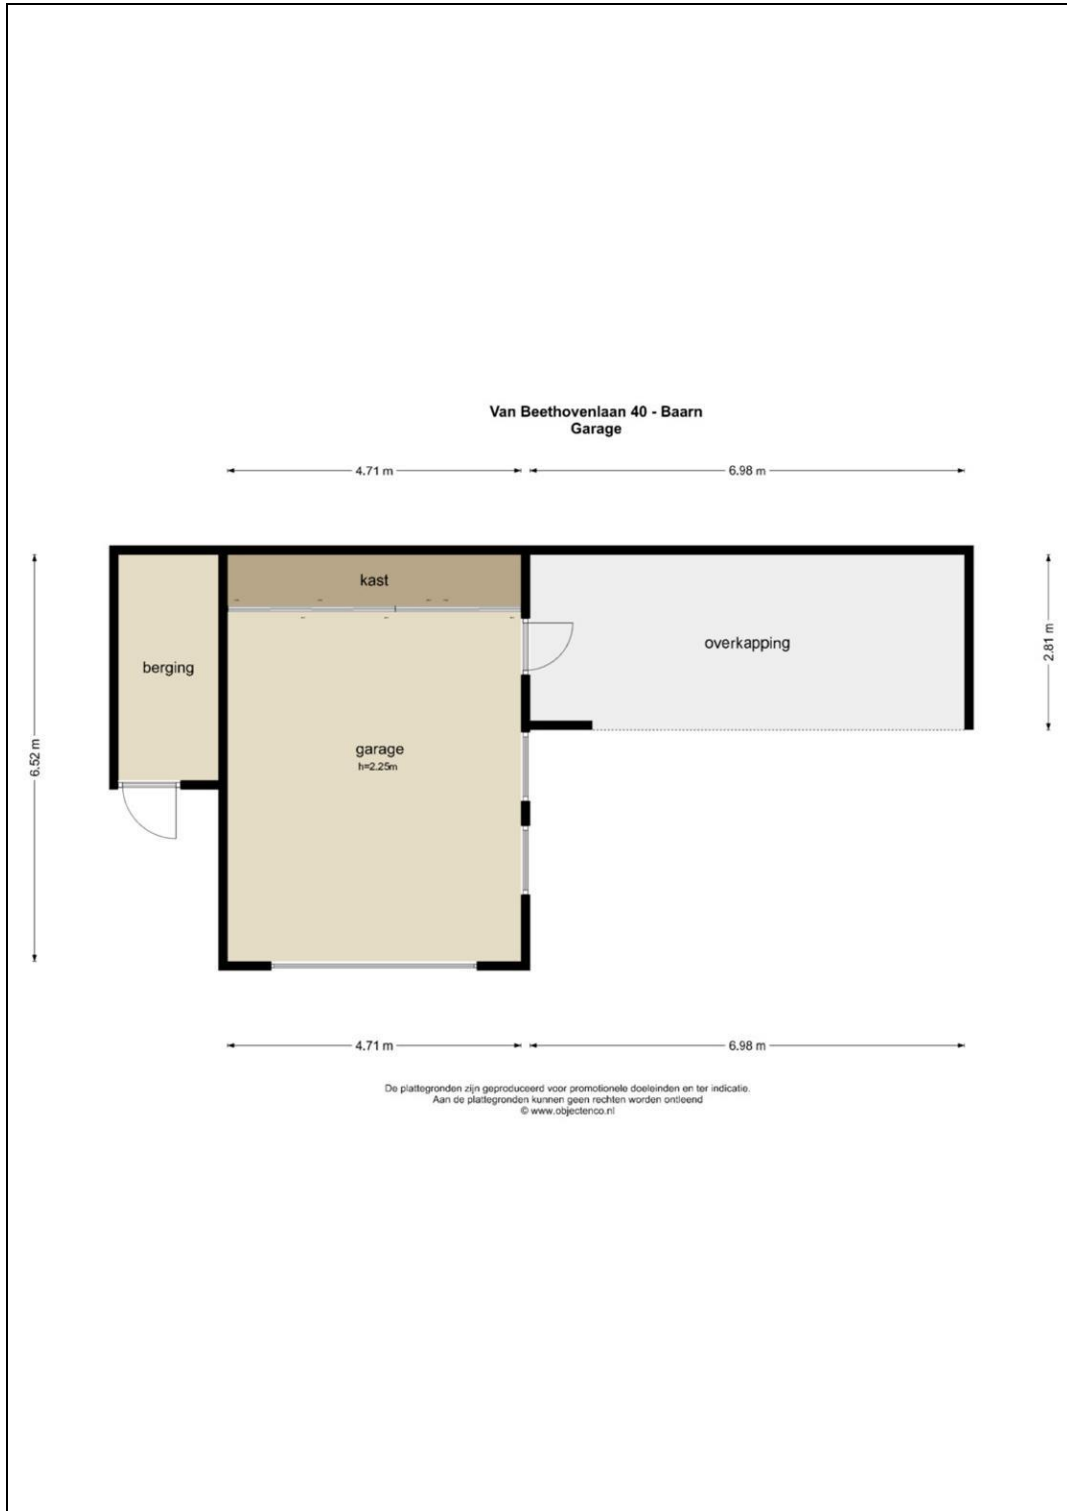 Van Beethovenlaan 40 - Baarn
Garage
4.71 m
6.98 m
kast
overkapping
berging
garage
h=2.25m
6.52 m
2.81 m
4.71 m
6.98 m
De plattegronden zijn geproduceerd voor promotionele doeleinden en ter indicatie.
Aan de plattegronden kunnen geen rechten worden ontleend
© www.objectenco.nl